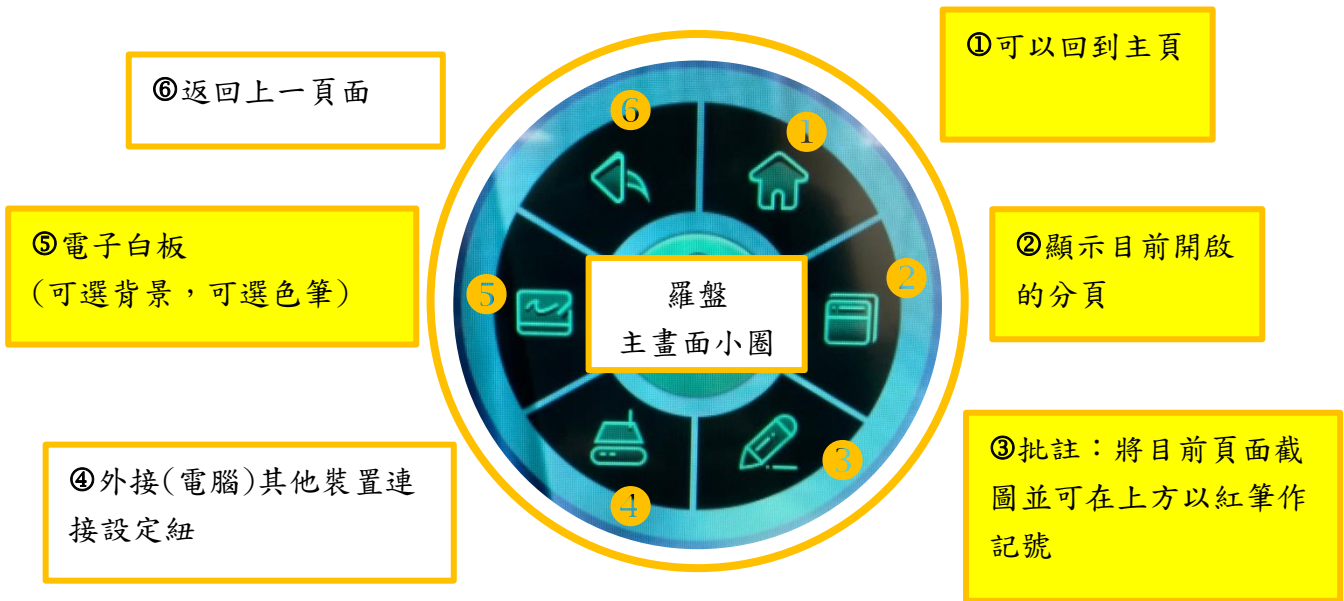 ①可以回到主頁
⑥返回上一頁面
⑤電子白板
(可選背景，可選色筆)
②顯示目前開啟
的分頁
羅盤
主畫面小圈
③批註：將目前頁面截
圖並可在上方以紅筆作
記號
④外接(電腦)其他裝置連
接設定紐
6
1
5
2
4
3